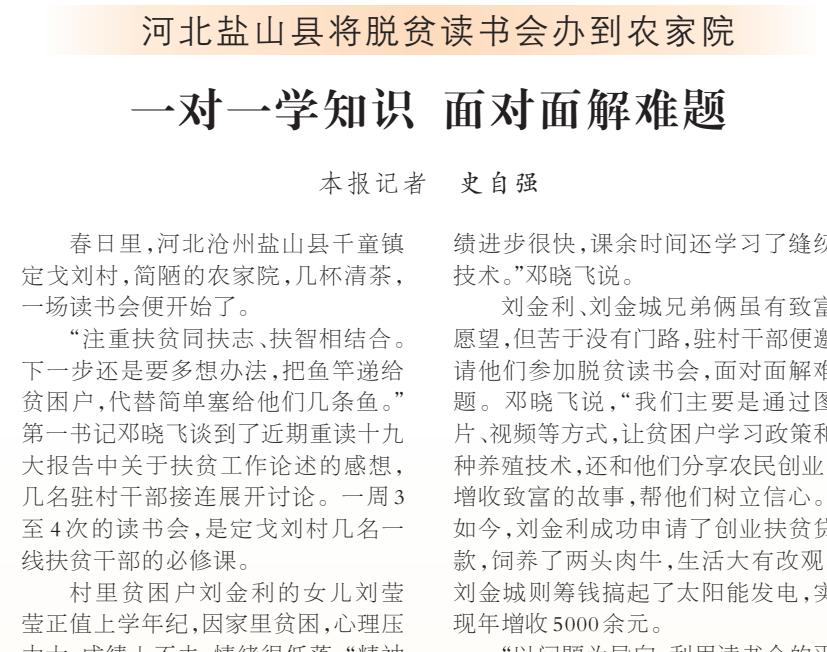 河北盐山县将脱贫读书会办到农家院
一对一学知识 面对面解难题
本报记者 史自强
春日里，河北沧州盐山县千童镇
定戈刘村，简陋的农家院，几杯清茶，
一场读书会便开始了。
“注重扶贫同扶志、扶智相结合。
下一步还是要多想办法，把鱼竿递给
贫困户，代替简单塞给他们几条鱼。”
第一书记邓晓飞谈到了近期重读十九
大报告中关于扶贫工作论述的感想，
几名驻村干部接连展开讨论。一周3
至4次的读书会，是定戈刘村几名一
线扶贫干部的必修课。
村里贫困户刘金利的女儿刘莹
莹正值上学年纪，因家里贫困，心理压
绩进步很快，课余时间还学习了缝纫
技术。”邓晓飞说。
刘金利、刘金城兄弟俩虽有致富
愿望，但苦于没有门路，驻村干部便邀
请他们参加脱贫读书会，面对面解难
题。邓晓飞说，“我们主要是通过图
片、视频等方式，让贫困户学习政策和
种养殖技术，还和他们分享农民创业
增收致富的故事，帮他们树立信心。
如今，刘金利成功申请了创业扶贫贷
款，饲养了两头肉牛，生活大有改观
刘金城则筹钱搞起了太阳能发电，实
现年增收5000余元。